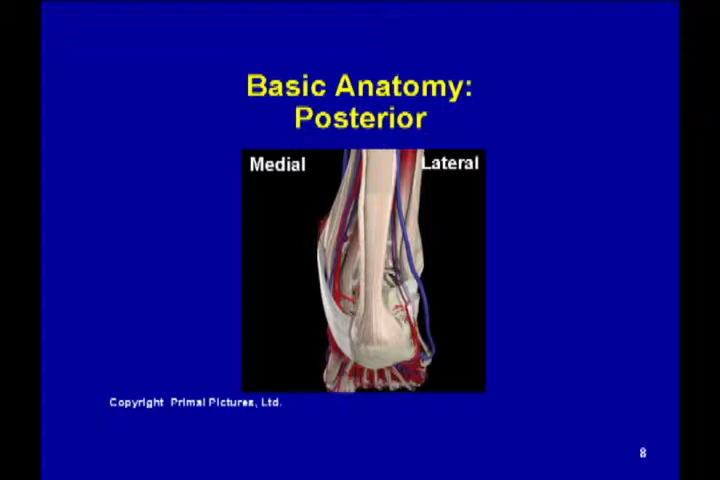 Basic Anatomy:
Posterior
Medial
Lateral
Copyright Primal Pictures, Ltd.
8